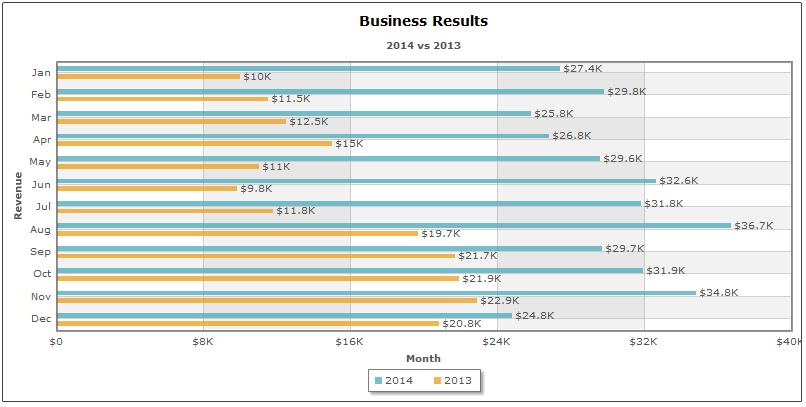 Business Results
2014 vs 2013
Revenue
Jan $27.4K
$10K
Feb $29.8K
$11.5K
Mar $25.8K
$12.5K
Apr $26.8K
$15K
May $29.6K
$11K
Jun $32.6K
$9.8K
Jul $31.8K
$11.8K
Aug $36.7K
$19.7K
Sep $29.7K
$21.7K
Oct $31.9K
$21.9K
Nov $34.8K
$22.9K
Dec $24.8K
$20.8K
$0 $8K $16K $24K $32K $40K
Month
2014 2013